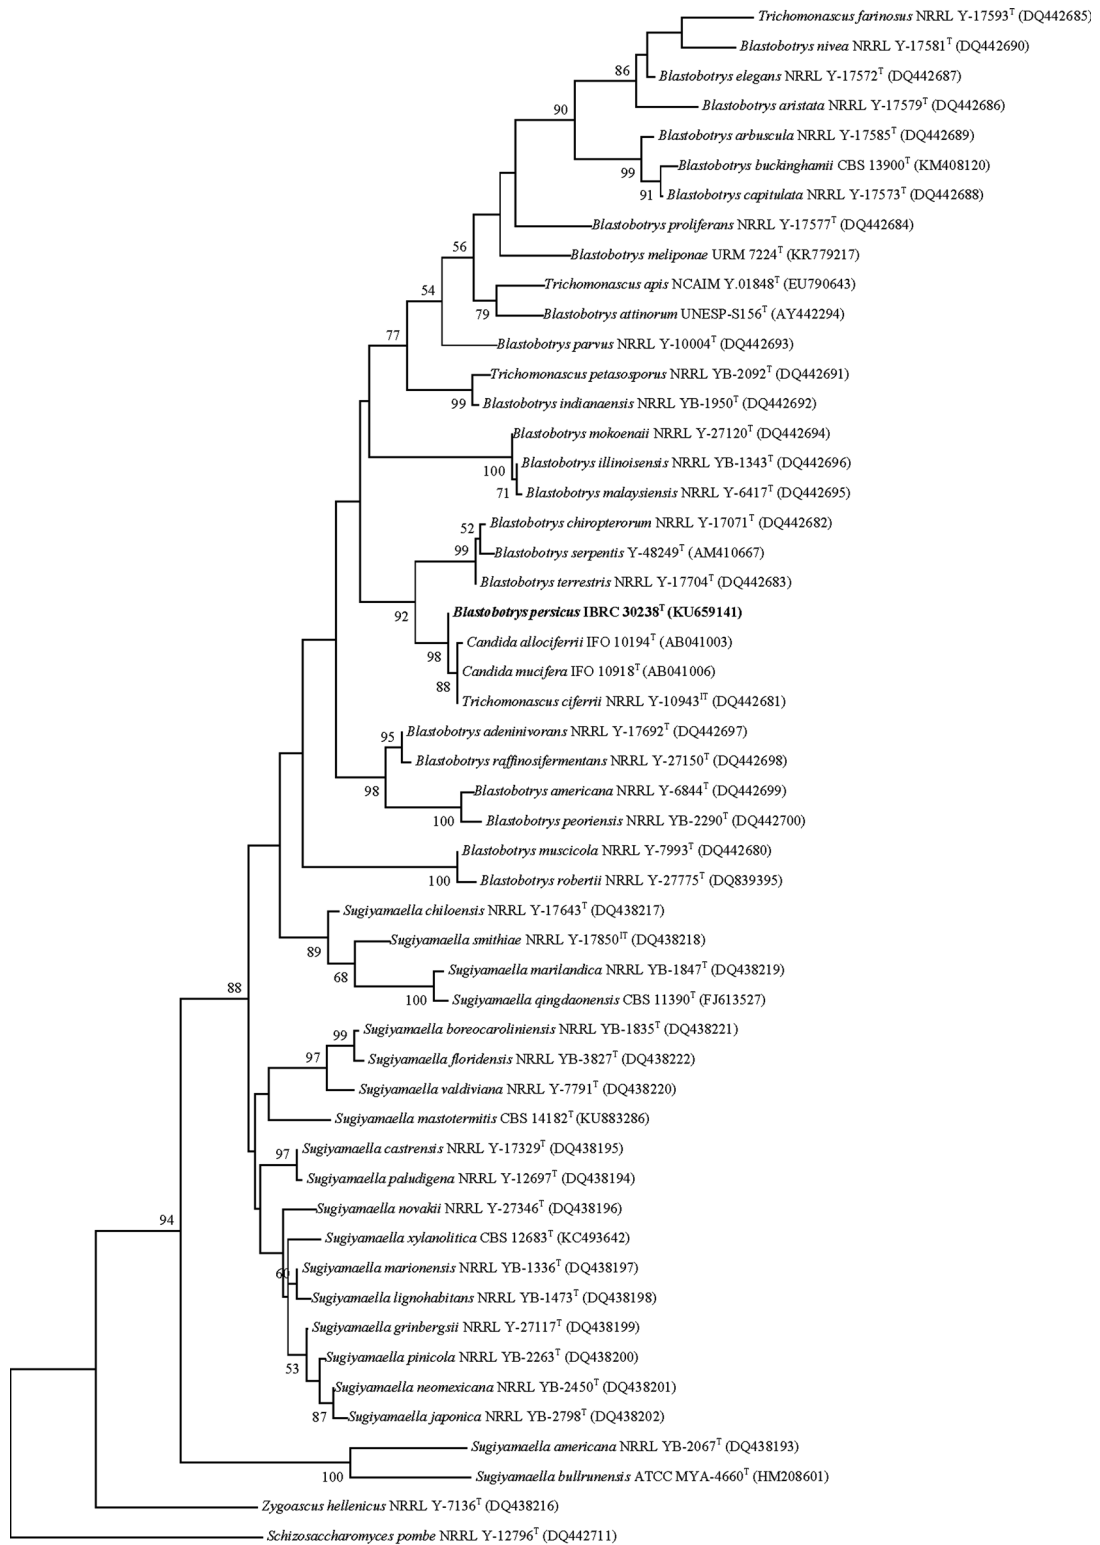 Trichomonascus farinosus NRRL Y-17593T (DQ442685)
Blastobotrys nivea NRRL Y-17581T (DQ442690)
86
Blastobotrys elegans NRRL Y-17572T (DQ442687)
Blastobotrys aristata NRRL Y-17579T (DQ442686)
90
Blastobotrys arbuscula NRRL Y-17585T (DQ442689)
Blastobotrys buckinghamii CBS 13900T (KM408120)
99
91
Blastobotrys capitulata NRRL Y-17573T (DQ442688)
Blastobotrys proliferans NRRL Y-17577T (DQ442684)
56
Blastobotrys meliponae URM 7224T (KR779217)
Trichomonascus apis NCAIM Y.01848T (EU790643)
54
79
Blastobotrys attinorum UNESP-S156T (AY442294)
77
Blastobotrys parvus NRRL Y-10004T (DQ442693)
Trichomonascus petasosporus NRRL YB-2092T (DQ442691)
99
Blastobotrys indianaensis NRRL YB-1950T (DQ442692)
Blastobotrys mokoenaii NRRL Y-27120T (DQ442694)
Blastobotrys illinoisensis NRRL YB-1343T (DQ442696)
100
71
Blastobotrys malaysiensis NRRL Y-6417T (DQ442695)
52
Blastobotrys chiropterorum NRRL Y-17071T (DQ442682)
99
Blastobotrys serpentis Y-48249T (AM410667)
Blastobotrys terrestris NRRL Y-17704T (DQ442683)
92
Blastobotrys persicus IBRC 30238T (KU659141)
Candida allociferrii IFO 10194T (AB041003)
98
Candida mucifera IFO 10918T (AB041006)
88
Trichomonascus ciferrii NRRL Y-10943IT (DQ442681)
95
Blastobotrys adeninivorans NRRL Y-17692T (DQ442697)
Blastobotrys raffinosifermentans NRRL Y-27150T (DQ442698)
98
Blastobotrys americana NRRL Y-6844T (DQ442699)
100
Blastobotrys peoriensis NRRL YB-2290T (DQ442700)
Blastobotrys muscicola NRRL Y-7993T (DQ442680)
100
Blastobotrys robertii NRRL Y-27775T (DQ839395)
Sugiyamaella chiloensis NRRL Y-17643T (DQ438217)
89
Sugiyamaella smithiae NRRL Y-17850IT (DQ438218)
68
Sugiyamaella marilandica NRRL YB-1847T (DQ438219)
88
100
Sugiyamaella qingdaonensis CBS 11390T (FJ613527)
99
Sugiyamaella boreocaroliniensis NRRL YB-1835T (DQ438221)
97
Sugiyamaella floridensis NRRL YB-3827T (DQ438222)
Sugiyamaella valdiviana NRRL Y-7791T (DQ438220)
Sugiyamaella mastotermitis CBS 14182T (KU883286)
97
Sugiyamaella castrensis NRRL Y-17329T (DQ438195)
Sugiyamaella paludigena NRRL Y-12697T (DQ438194)
94
Sugiyamaella novakii NRRL Y-27346T (DQ438196)
Sugiyamaella xylanolitica CBS 12683T (KC493642)
60
Sugiyamaella marionensis NRRL YB-1336T (DQ438197)
Sugiyamaella lignohabitans NRRL YB-1473T (DQ438198)
Sugiyamaella grinbergsii NRRL Y-27117T (DQ438199)
53
Sugiyamaella pinicola NRRL YB-2263T (DQ438200)
Sugiyamaella neomexicana NRRL YB-2450T (DQ438201)
87
Sugiyamaella japonica NRRL YB-2798T (DQ438202)
Sugiyamaella americana NRRL YB-2067T (DQ438193)
100
Sugiyamaella bullrunensis ATCC MYA-4660T (HM208601)
Zygoascus hellenicus NRRL Y-7136T (DQ438216)
Schizosaccharomyces pombe NRRL Y-12796T (DQ442711)